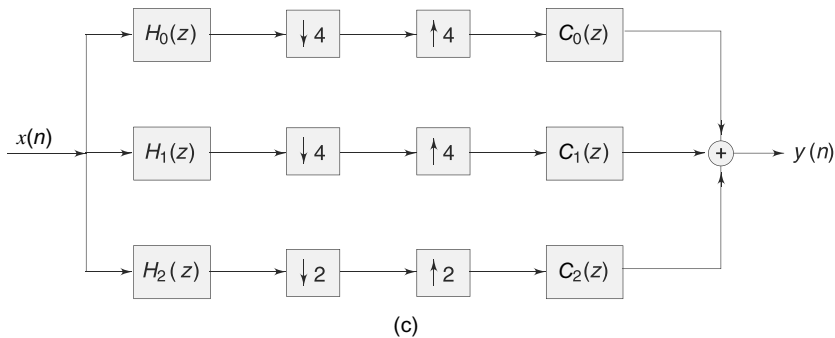 H₀(z) ↓ 4 ↑ 4 C₀(z)
x(n) H₁(z) ↓ 4 ↑ 4 C₁(z) + y (n)
H₂( z) ↓ 2 ↑ 2 C₂(z)
(c)